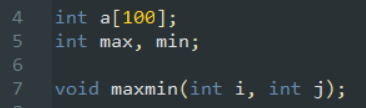 4 int a[100];
5 int max, min;
6
7 void maxmin(int i, int j);